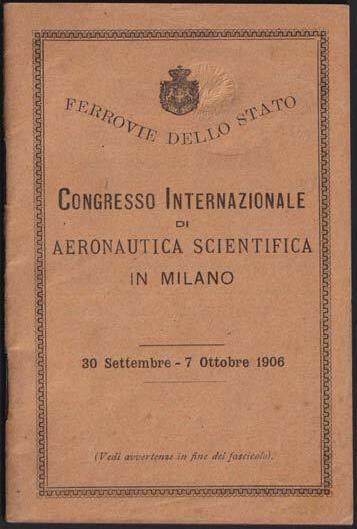 FERROVIE DELLO STATO
CONGRESSO INTERNAZIONALE
DI
AERONAUTICA SCIENTIFICA
IN MILANO
30 Settembre - 7 Ottobre 1906
(Vedi avvertenze in fine del fascicolo).